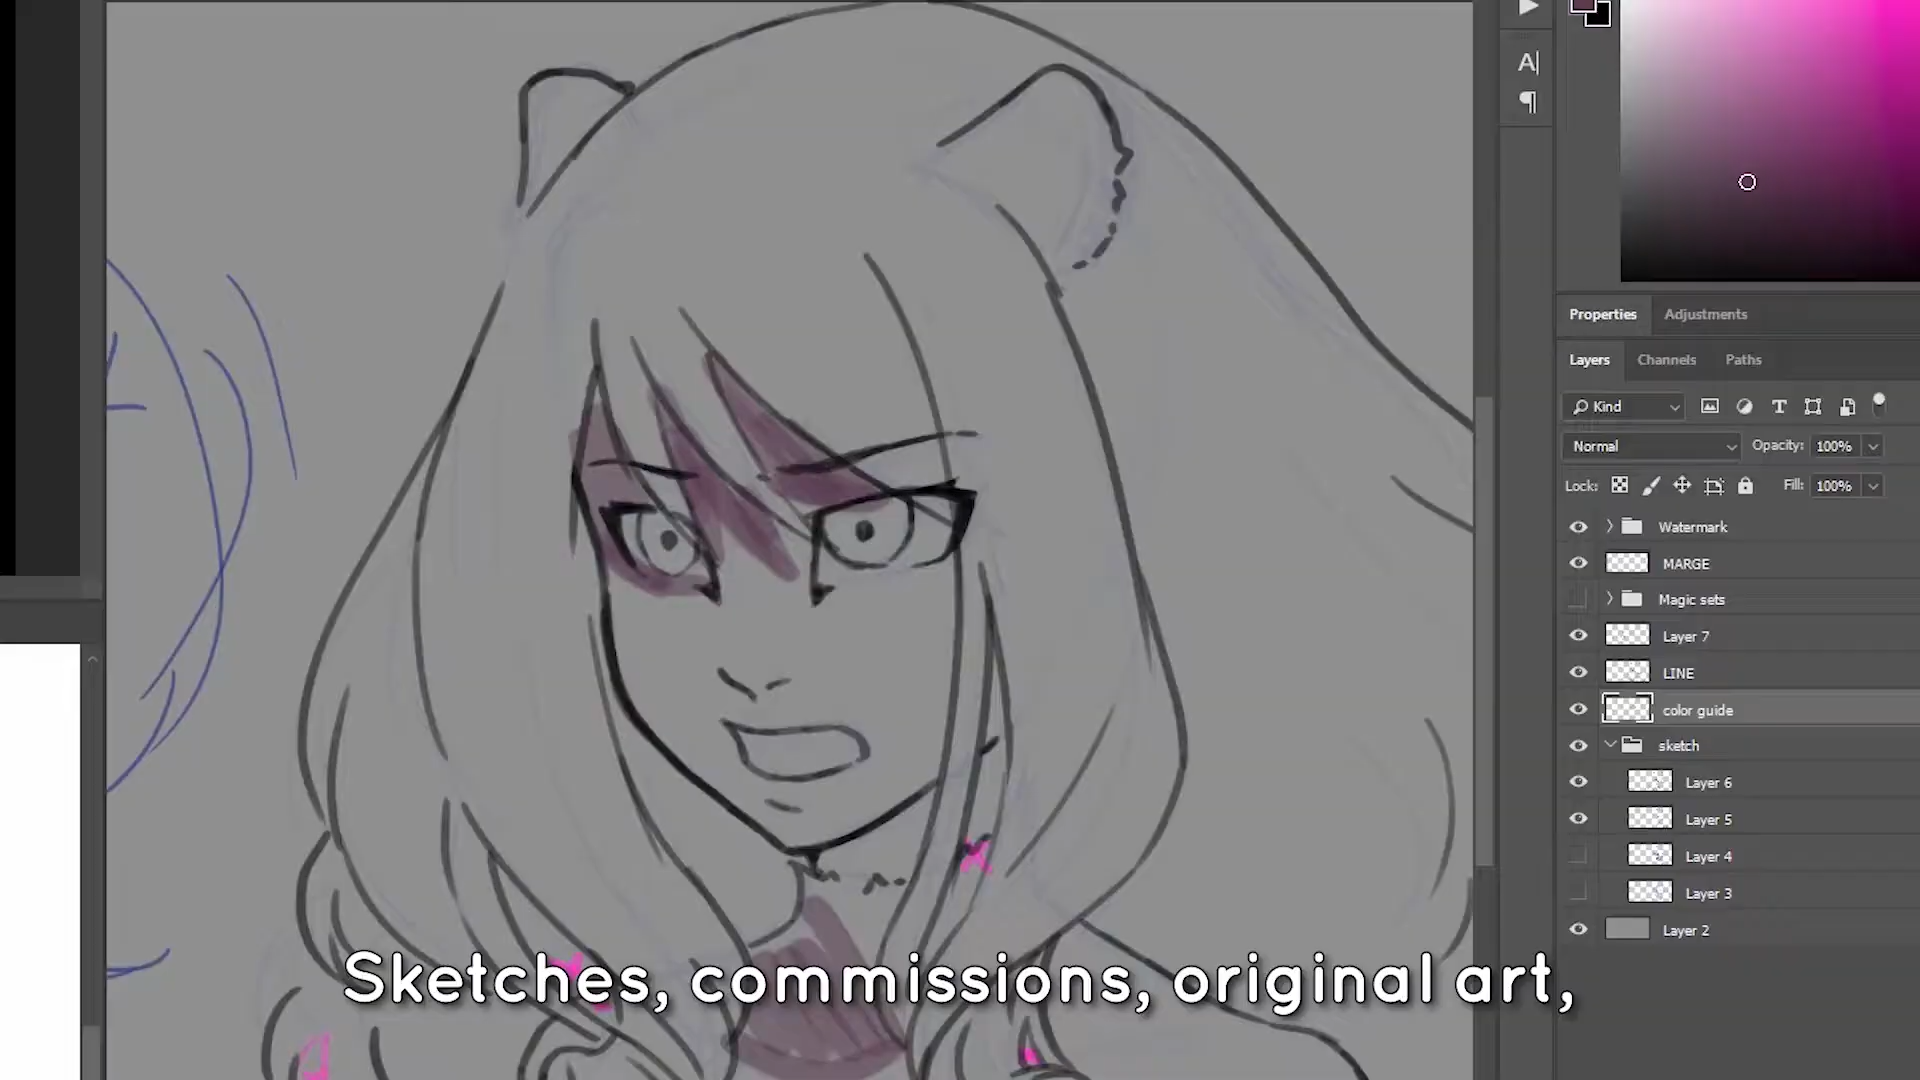 A|
Properties Adjustments
Layers Channels Paths
Kind
Normal Opacity: 100%
Lock: Fill: 100%
Watermark
MARGE
Magic sets
Layer 7
LINE
color guide
sketch
Layer 6
Layer 5
Layer 4
Layer 3
Layer 2
Sketches, commissions, original art,